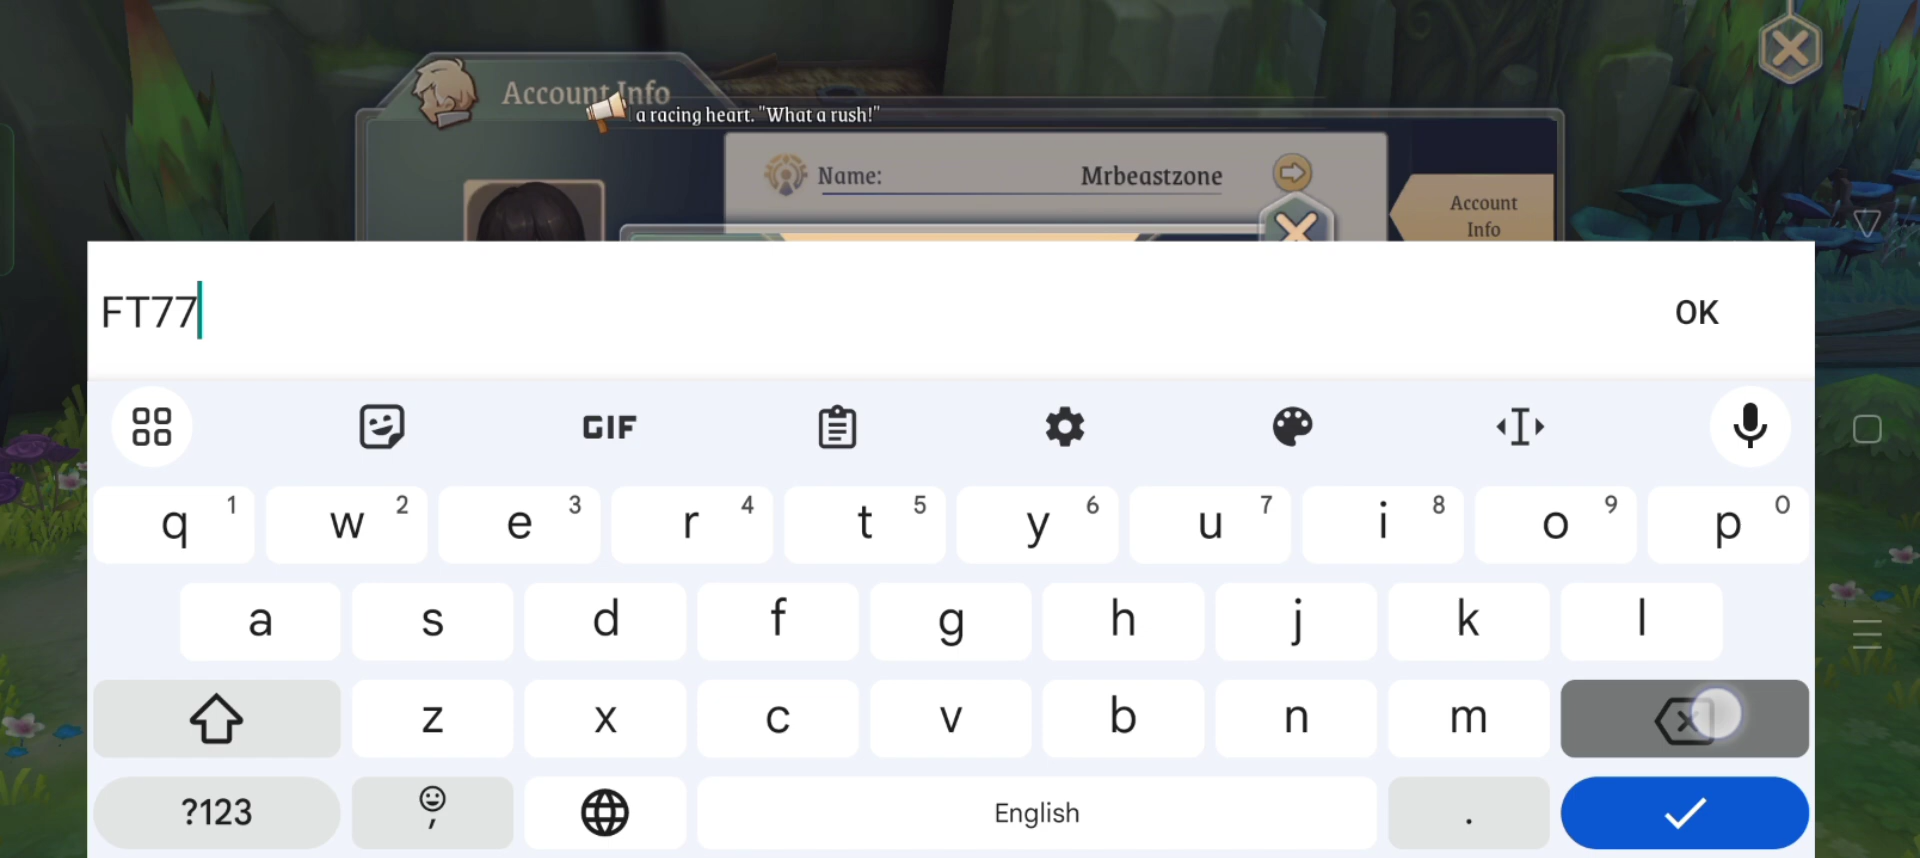 Account Info
a racing heart. "What a rush!"
Name: Mrbeastzone
Account
Info
FT77
OK
GIF
q 1 w 2 e 3 r 4 t 5 y 6 u 7 i 8 o 9 p 0
a s d f g h j k l
z x c v b n m
?123 , English .